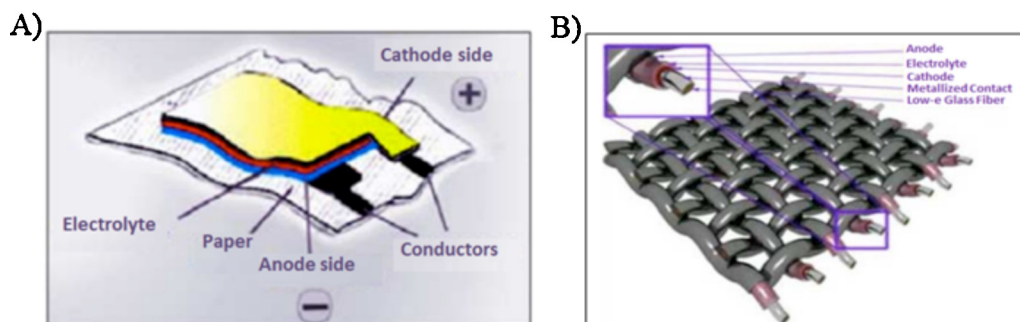 A)
Cathode side
+
Electrolyte
Paper
Anode side
Conductors
−
B)
Anode
Electrolyte
Cathode
Metallized Contact
Low-e Glass Fiber